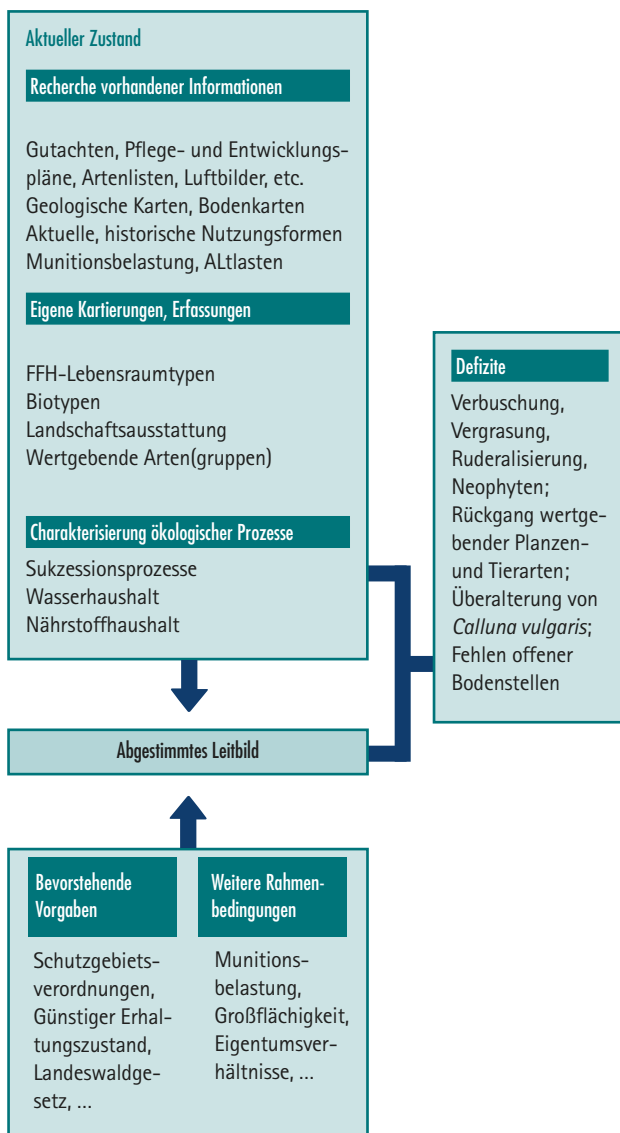 Aktueller Zustand
Recherche vorhandener Informationen
Gutachten, Pflege- und Entwicklungs-
pläne, Artenlisten, Luftbilder, etc.
Geologische Karten, Bodenkarten
Aktuelle, historische Nutzungsformen
Munitionsbelastung, ALtlasten
Eigene Kartierungen, Erfassungen
FFH-Lebensraumtypen
Biotypen
Landschaftsausstattung
Wertgebende Arten(gruppen)
Charakterisierung ökologischer Prozesse
Sukzessionsprozesse
Wasserhaushalt
Nährstoffhaushalt
Defizite
Verbuschung,
Vergrasung,
Ruderalisierung,
Neophyten;
Rückgang wertge-
bender Planzen-
und Tierarten;
Überalterung von
Calluna vulgaris;
Fehlen offener
Bodenstellen
Abgestimmtes Leitbild
Bevorstehende
Vorgaben
Schutzgebiets-
verordnungen,
Günstiger Erhal-
tungszustand,
Landeswaldge-
setz, ...
Weitere Rahmen-
bedingungen
Munitions-
belastung,
Großflächigkeit,
Eigentumsver-
hältnisse, ...